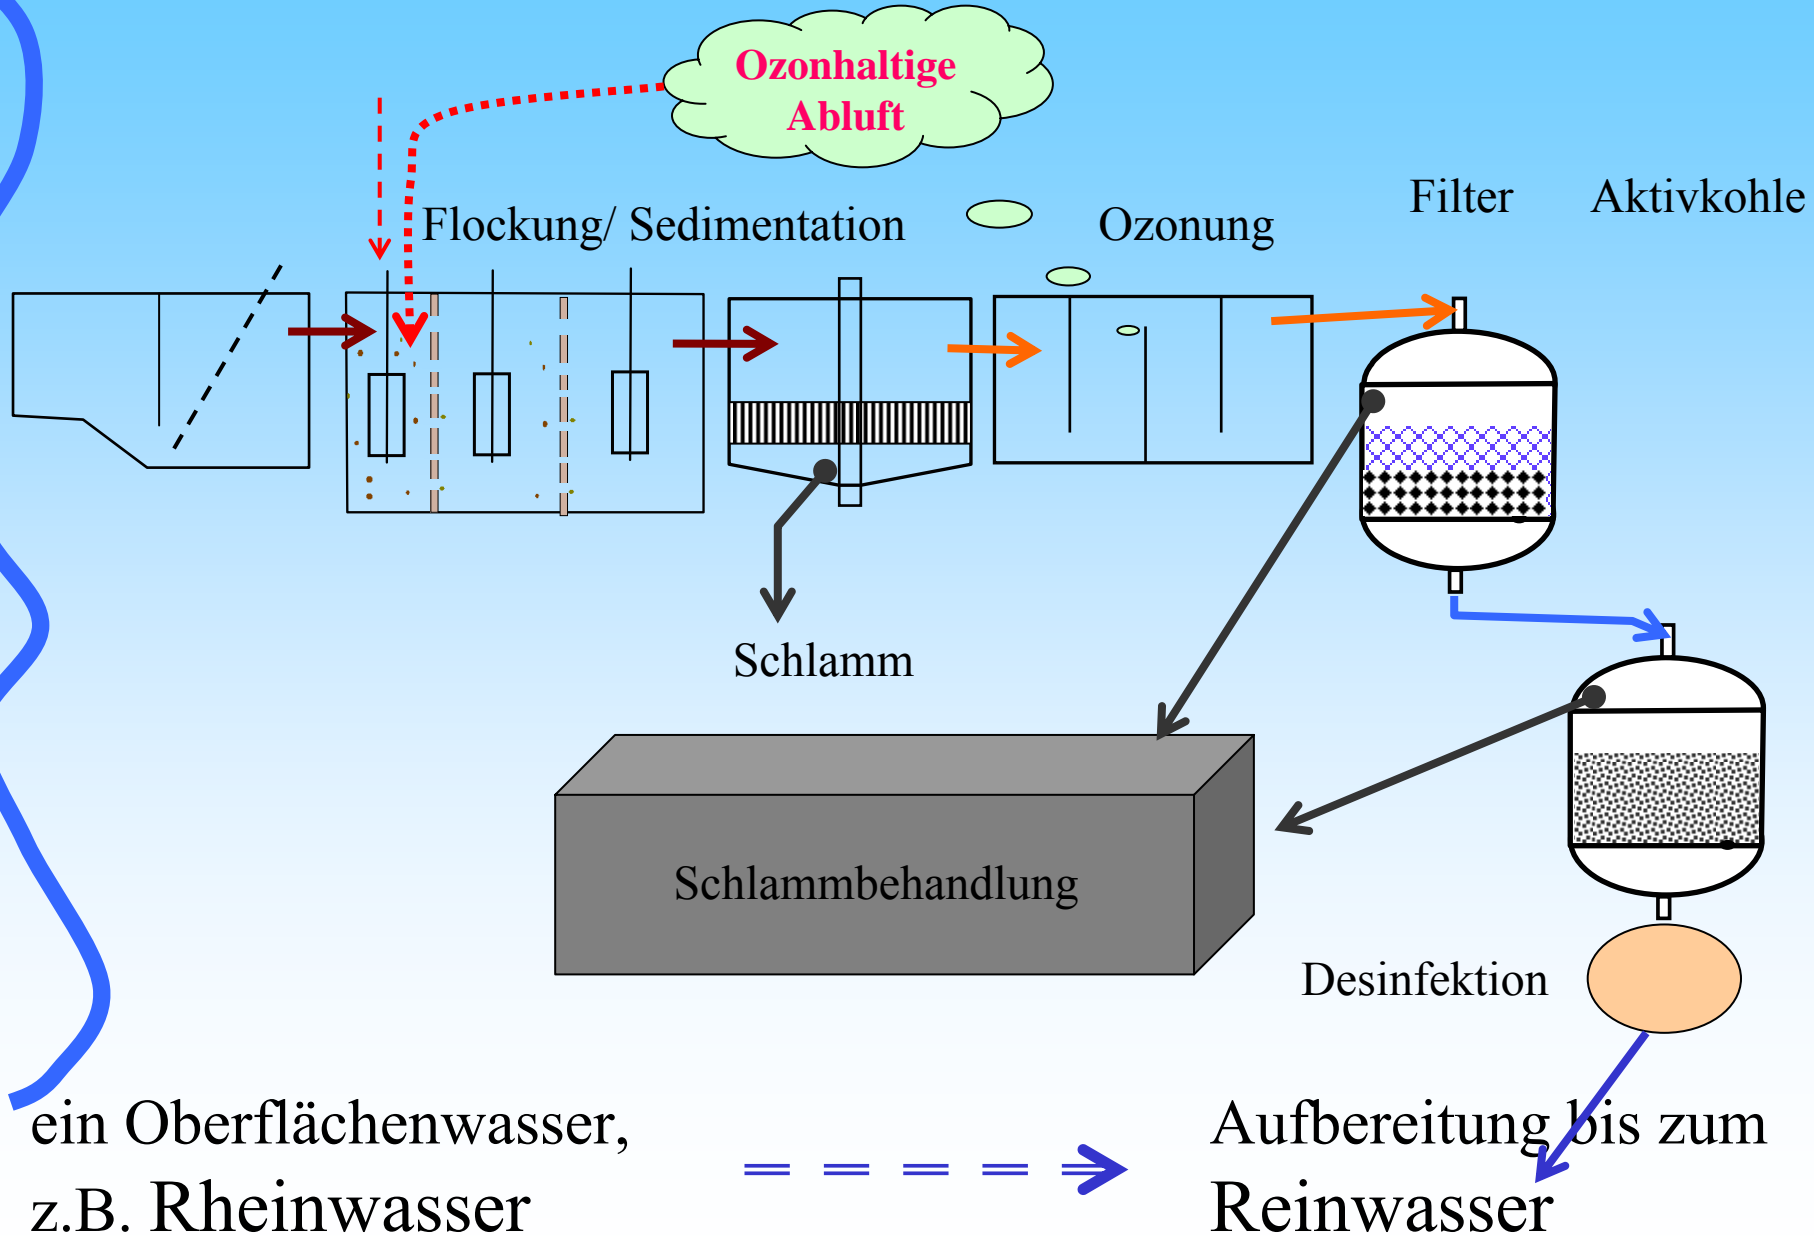 Ozonhaltige
Abluft
Filter Aktivkohle
Flockung/ Sedimentation Ozonung
Schlamm
Schlammbehandlung
Desinfektion
ein Oberflächenwasser,
z.B. Rheinwasser
Aufbereitung bis zum
Reinwasser